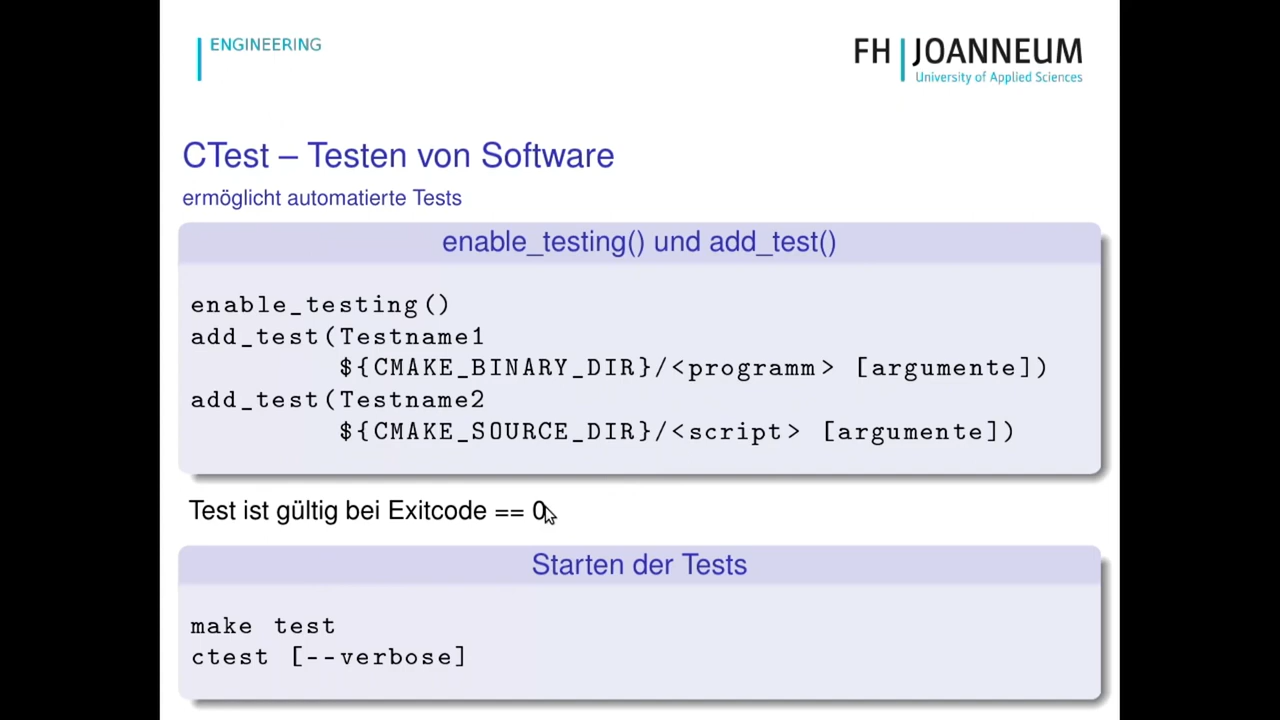 ENGINEERING
FH JOANNEUM
University of Applied Sciences
CTest – Testen von Software
ermöglicht automatierte Tests
enable_testing() und add_test()
enable_testing()
add_test(Testname1
${CMAKE_BINARY_DIR}/<programm> [argumente])
add_test(Testname2
${CMAKE_SOURCE_DIR}/<script> [argumente])
Test ist gültig bei Exitcode == 0
Starten der Tests
make test
ctest [--verbose]